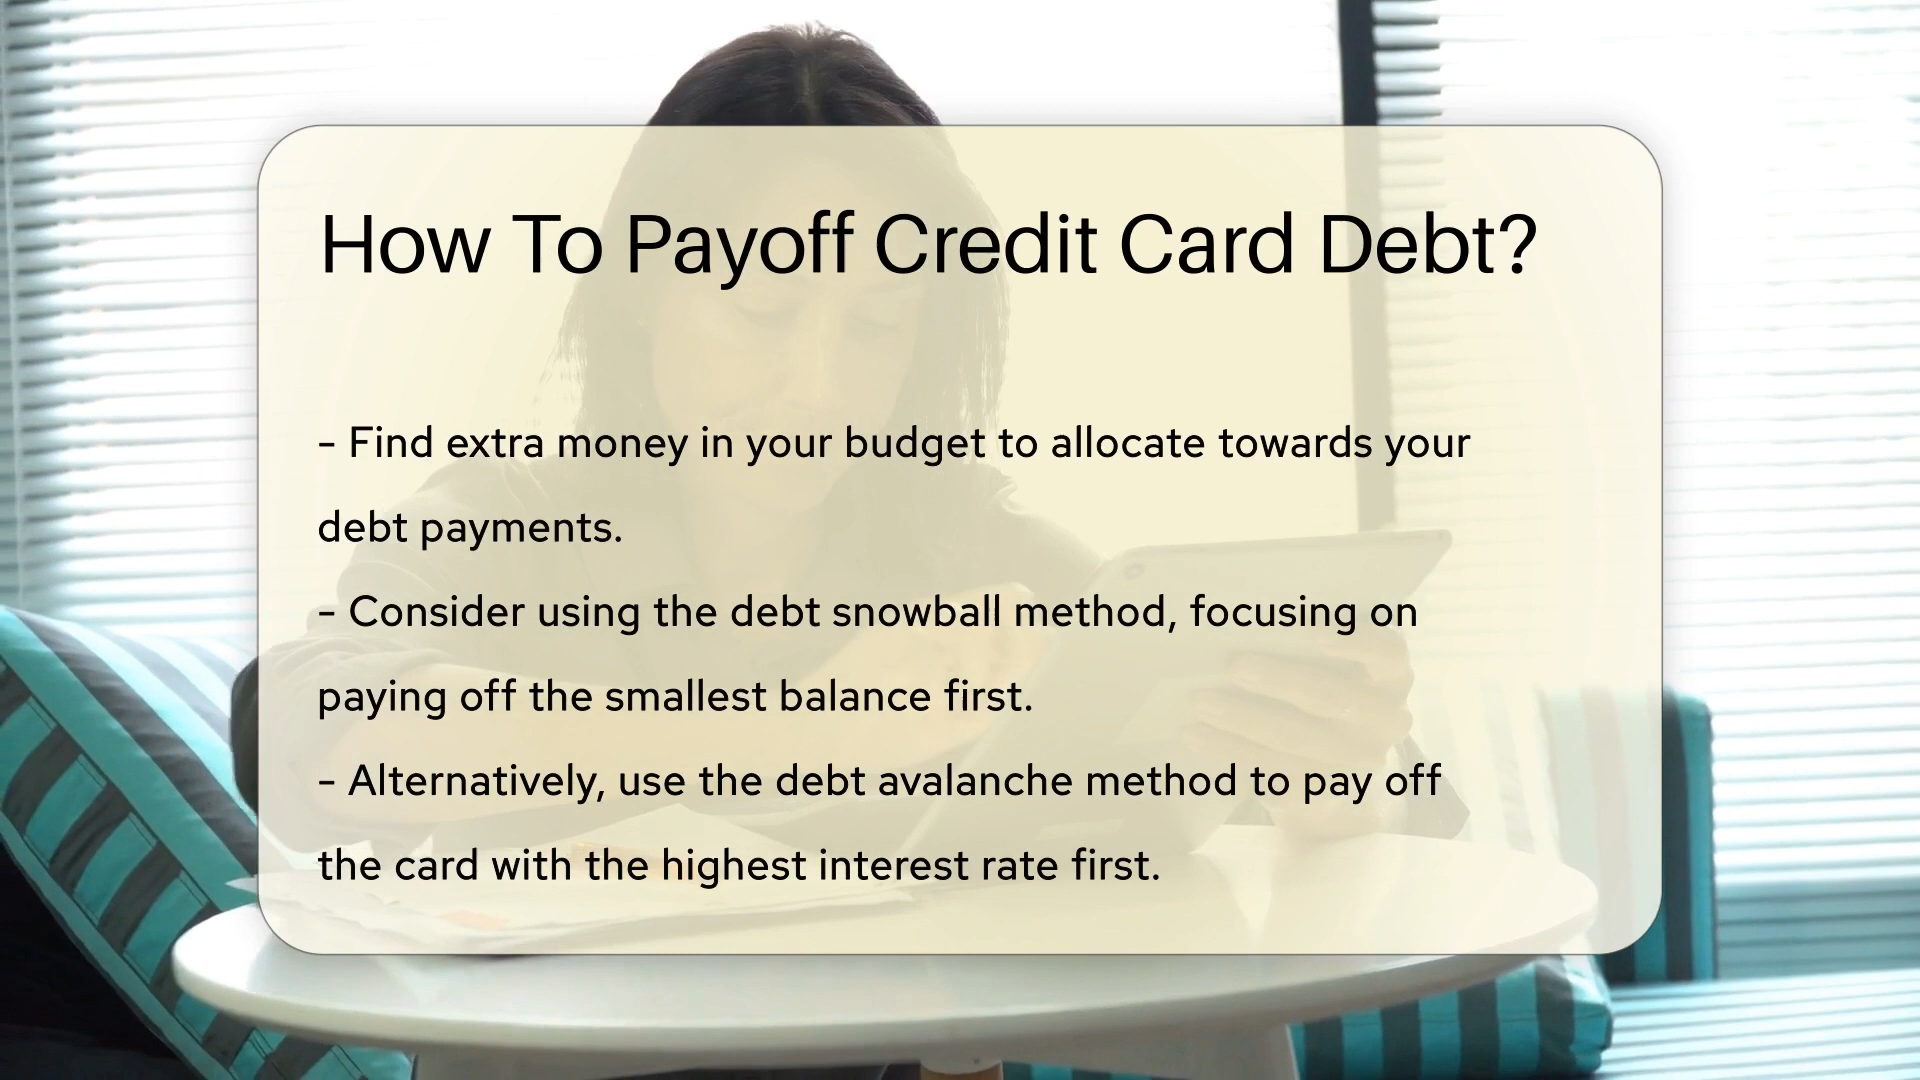 How To Payoff Credit Card Debt?
- Find extra money in your budget to allocate towards your
debt payments.
- Consider using the debt snowball method, focusing on
paying off the smallest balance first.
- Alternatively, use the debt avalanche method to pay off
the card with the highest interest rate first.